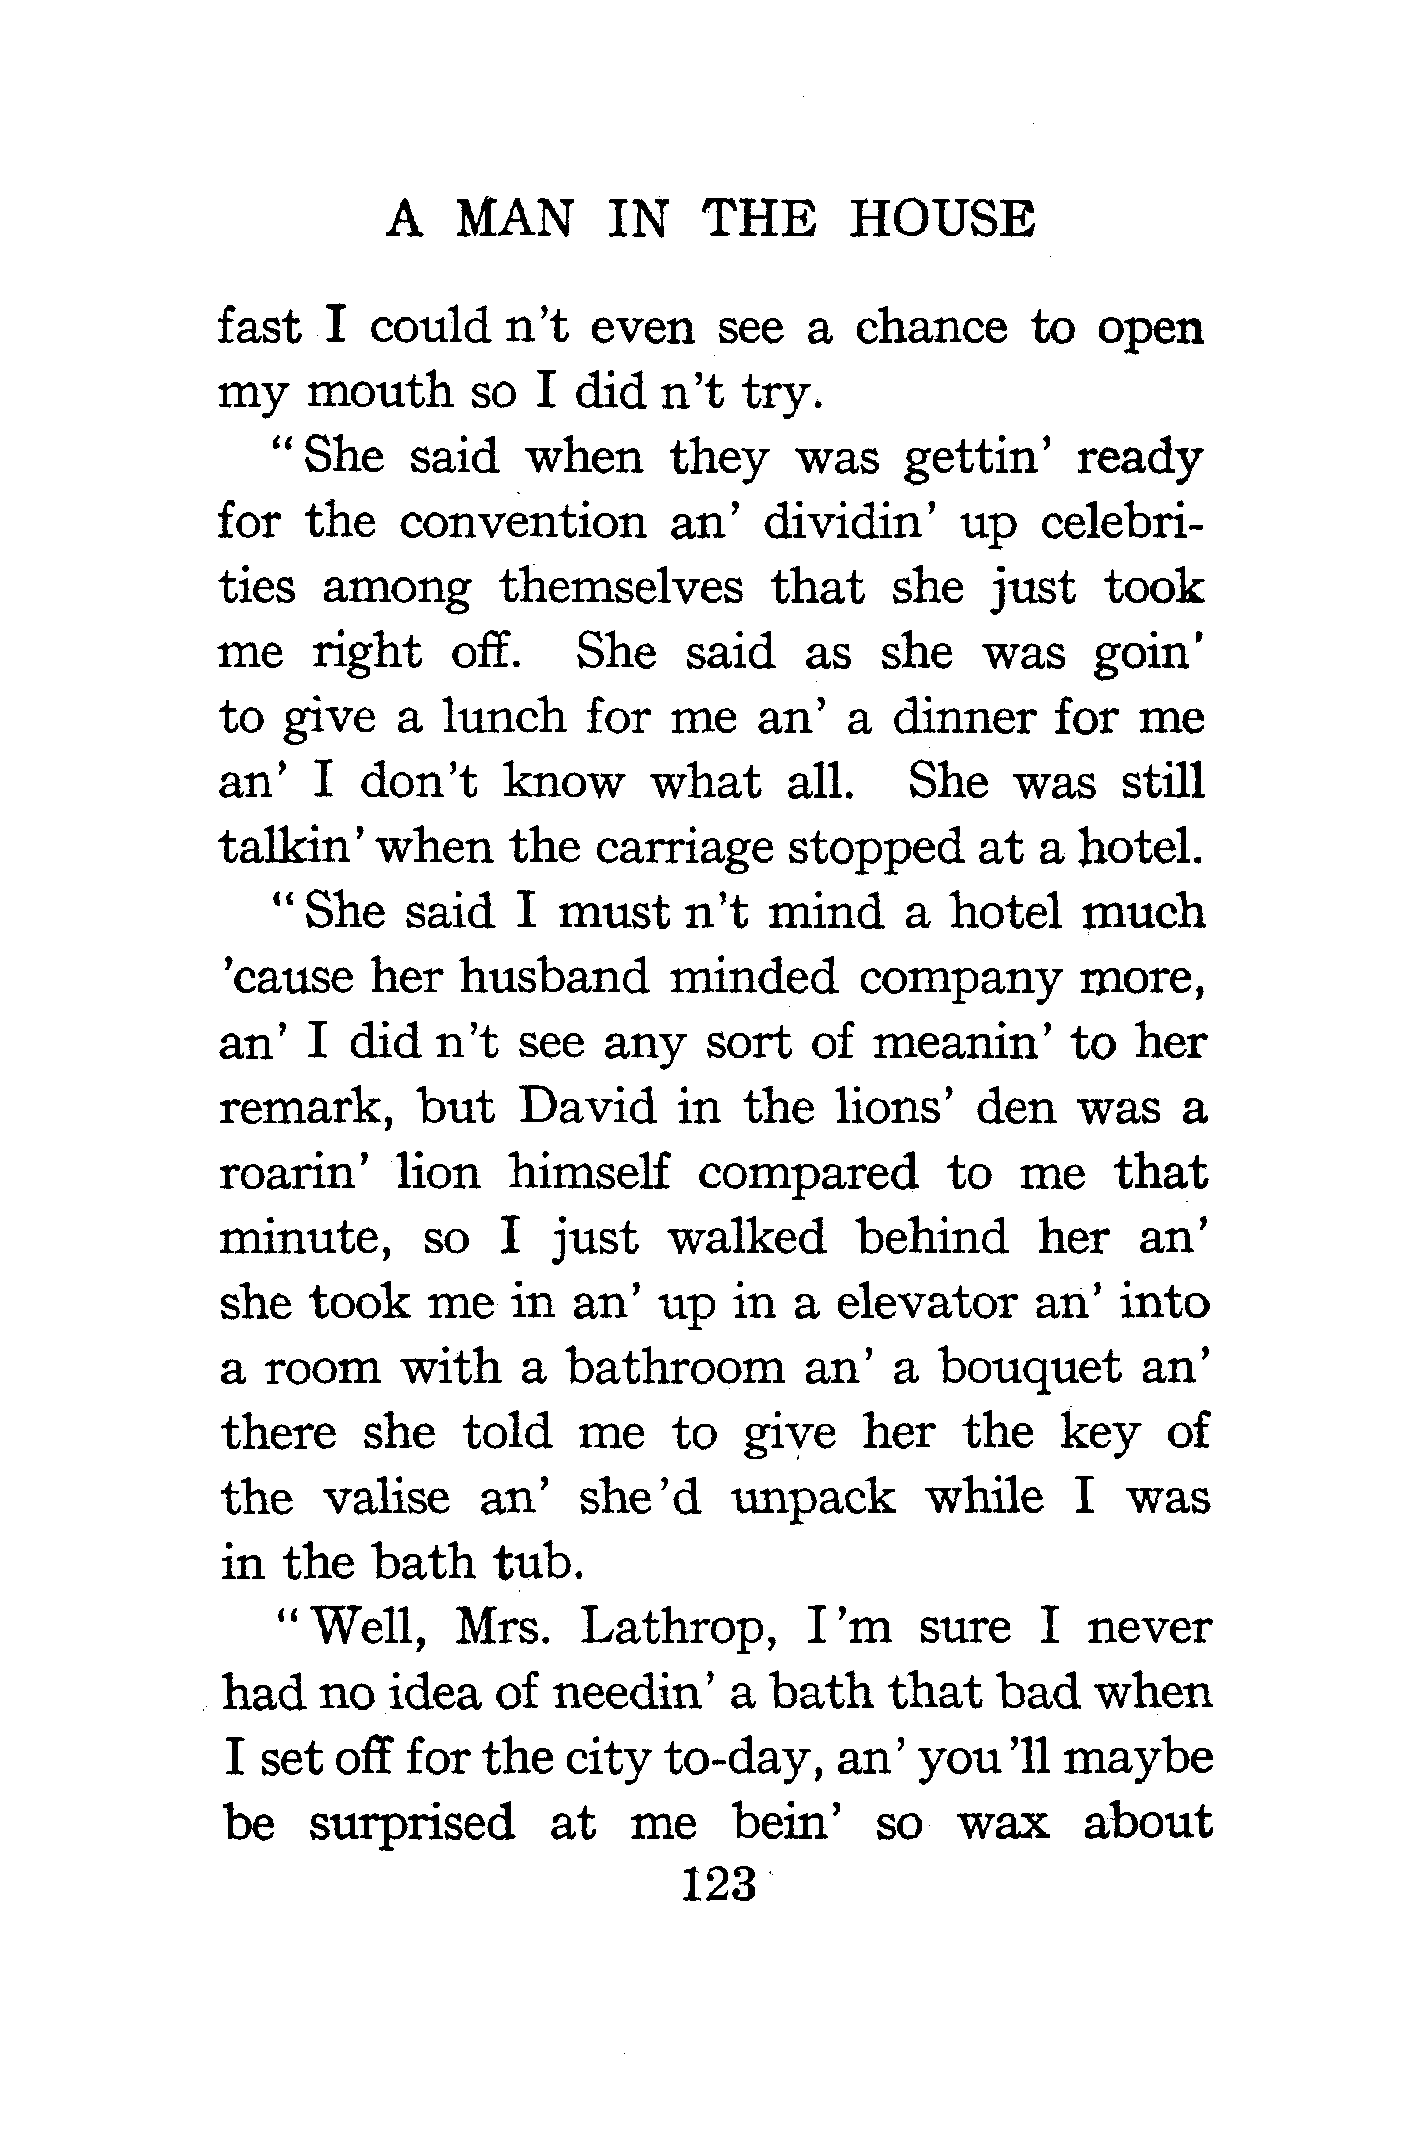 A MAN IN THE HOUSE
fast I could n't even see a chance to open
my mouth so I did n't try.
"She said when they was gettin' ready
for the convention an' dividin' up celebri-
ties among themselves that she just took
me right off. She said as she was goin'
to give a lunch for me an' a dinner for me
an' I don't know what all. She was still
talkin' when the carriage stopped at a hotel.
"She said I must n't mind a hotel much
'cause her husband minded company more,
an' I did n't see any sort of meanin' to her
remark, but David in the lions' den was a
roarin' lion himself compared to me that
minute, so I just walked behind her an'
she took me in an' up in a elevator an' into
a room with a bathroom an' a bouquet an'
there she told me to give her the key of
the valise an' she'd unpack while I was
in the bath tub.
"Well, Mrs. Lathrop, I'm sure I never
had no idea of needin' a bath that bad when
I set off for the city to-day, an' you'll maybe
be surprised at me bein' so wax about
123